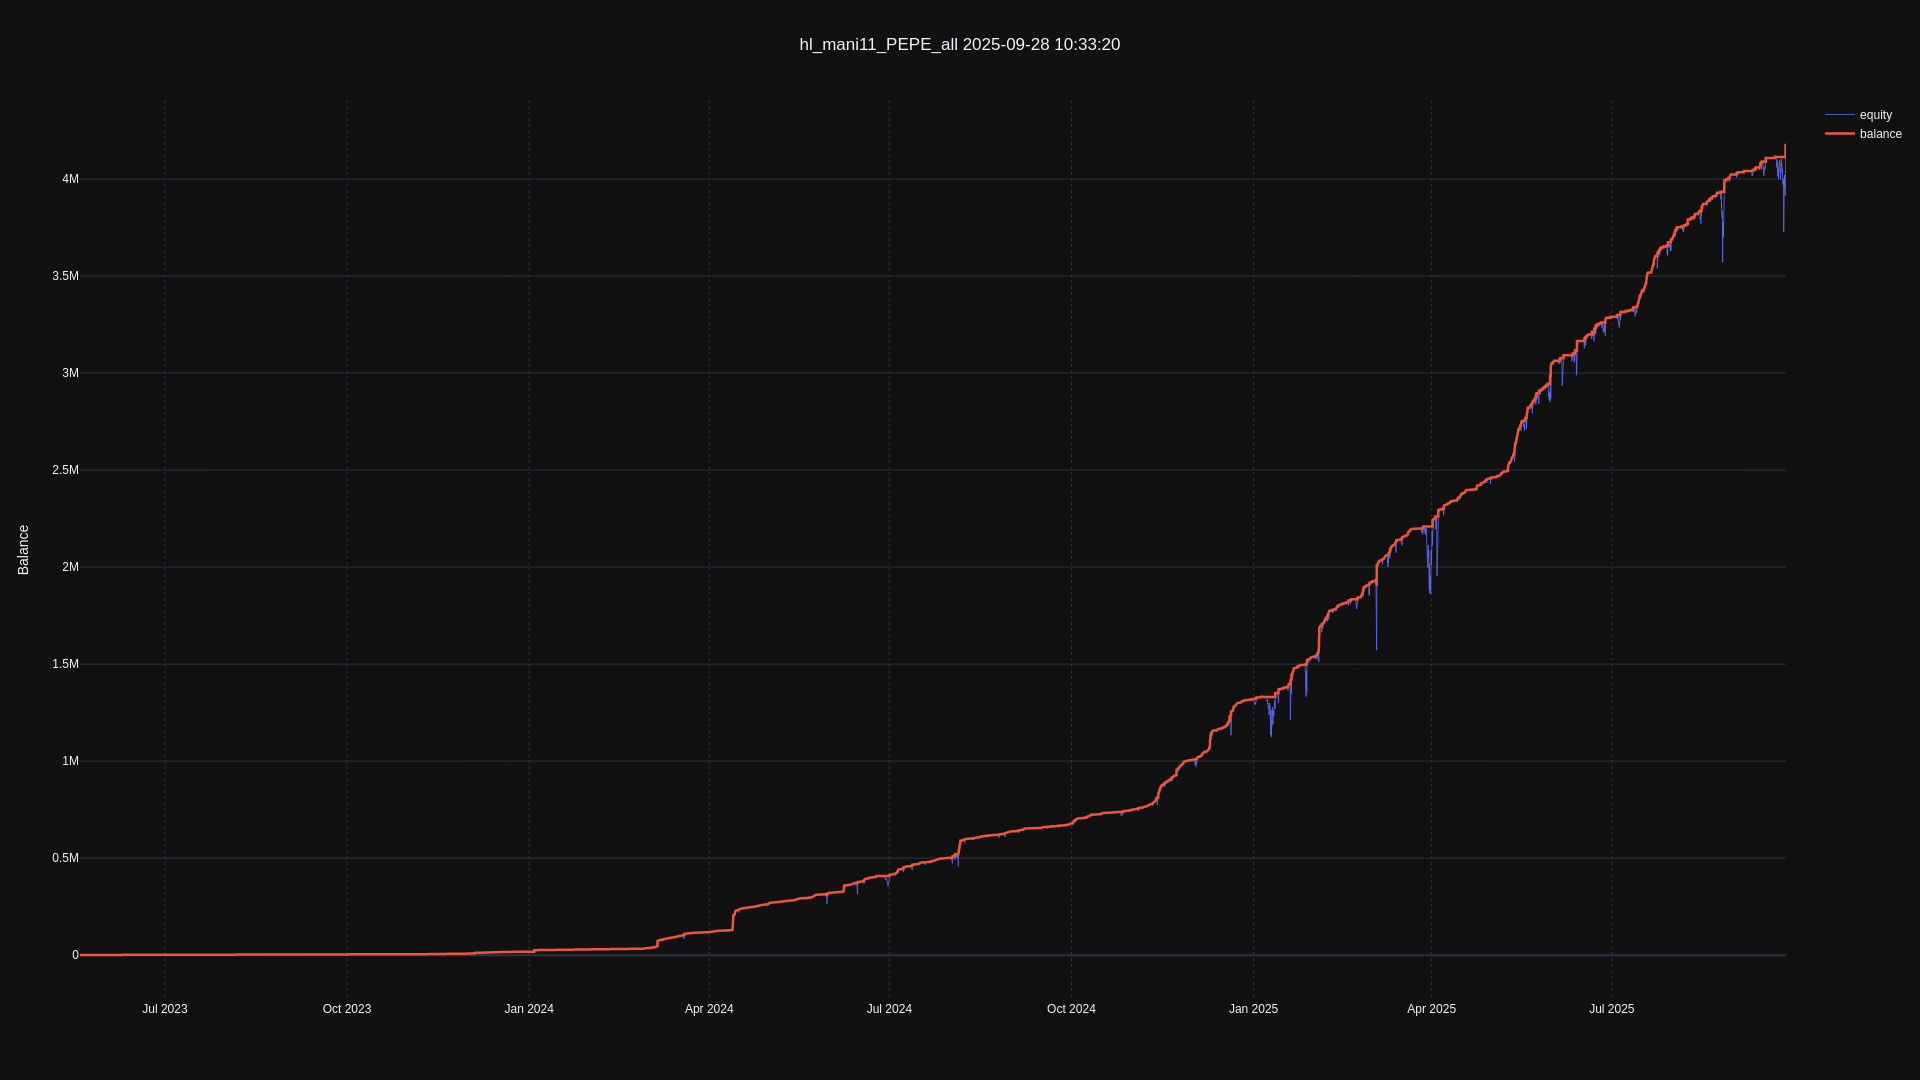 hl_mani11_PEPE_all 2025-09-28 10:33:20
equity
balance
4M
3.5M
3M
2.5M
2M
1.5M
1M
0.5M
0
Balance
Jul 2023
Oct 2023
Jan 2024
Apr 2024
Jul 2024
Oct 2024
Jan 2025
Apr 2025
Jul 2025